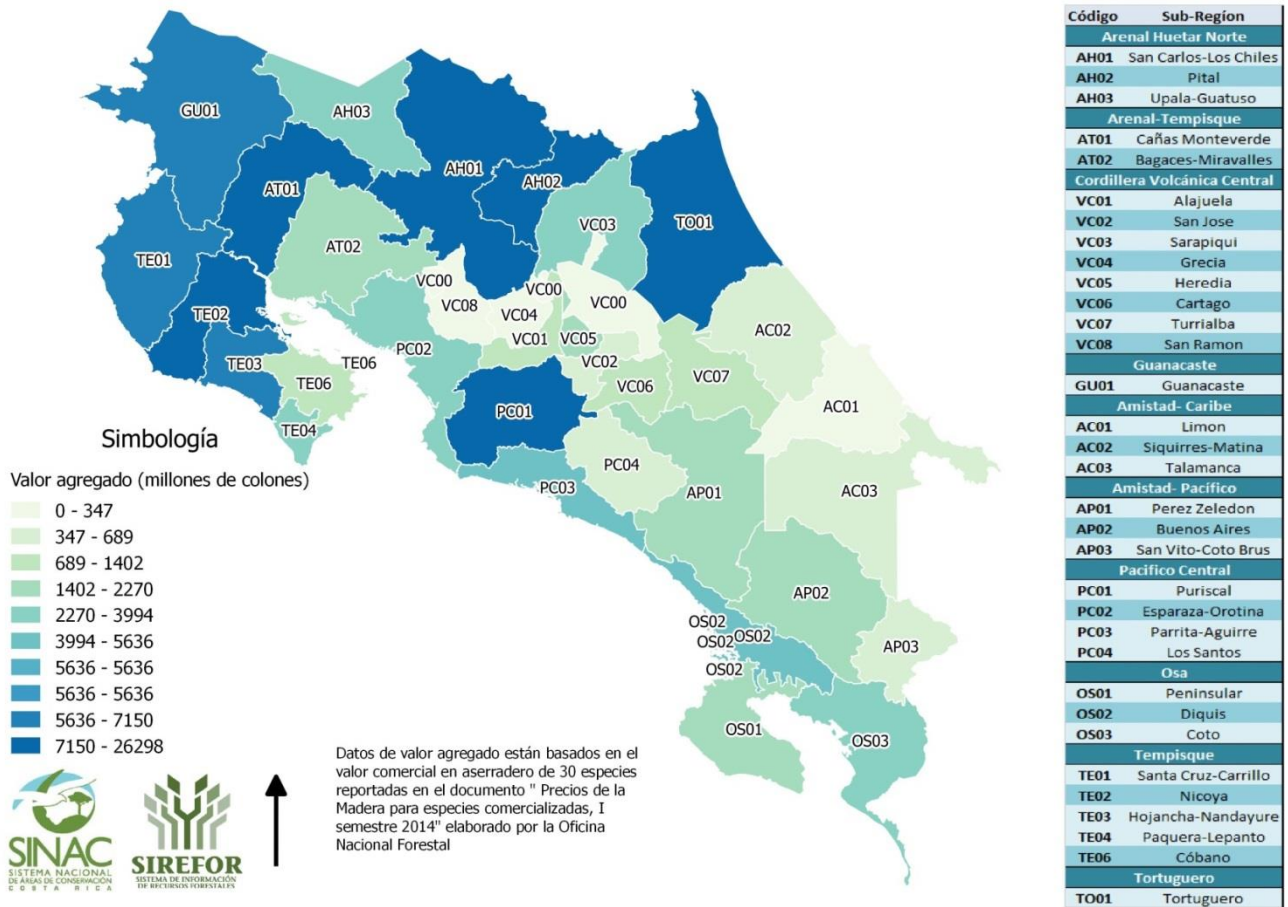 GU01
AH03
AH01
AH02
AT01
AT02
VC03
TO01
TE01
TE02
TE03
TE06
TE06
TE04
VC00
VC08
VC04
VC00
VC00
VC01
VC05
VC02
VC06
VC07
AC02
AC01
AC03
PC02
PC01
PC04
PC03
AP01
AP02
AP03
OS02
OS02
OS02
OS02
OS01
OS03
Simbología
Valor agregado (millones de colones)
0 - 347
347 - 689
689 - 1402
1402 - 2270
2270 - 3994
3994 - 5636
5636 - 5636
5636 - 5636
5636 - 7150
7150 - 26298
SINAC
SISTEMA NACIONAL
DE ÁREAS DE CONSERVACIÓN
COSTA RICA
SIREFOR
SISTEMA DE INFORMACIÓN
DE RECURSOS FORESTALES
Datos de valor agregado están basados en el
valor comercial en aserradero de 30 especies
reportadas en el documento " Precios de la
Madera para especies comercializadas, I
semestre 2014" elaborado por la Oficina
Nacional Forestal
Código Sub-Región
Arenal Huetar Norte
AH01 San Carlos-Los Chiles
AH02 Pital
AH03 Upala-Guatuso
Arenal-Tempisque
AT01 Cañas Monteverde
AT02 Bagaces-Miravalles
Cordillera Volcánica Central
VC01 Alajuela
VC02 San Jose
VC03 Sarapiqui
VC04 Grecia
VC05 Heredia
VC06 Cartago
VC07 Turrialba
VC08 San Ramon
Guanacaste
GU01 Guanacaste
Amistad- Caribe
AC01 Limon
AC02 Siquirres-Matina
AC03 Talamanca
Amistad- Pacífico
AP01 Perez Zeledon
AP02 Buenos Aires
AP03 San Vito-Coto Brus
Pacifico Central
PC01 Puriscal
PC02 Esparaza-Orotina
PC03 Parrita-Aguirre
PC04 Los Santos
Osa
OS01 Peninsular
OS02 Diquis
OS03 Coto
Tempisque
TE01 Santa Cruz-Carrillo
TE02 Nicoya
TE03 Hojancha-Nandayure
TE04 Paquera-Lepanto
TE06 Cóbano
Tortuguero
TO01 Tortuguero